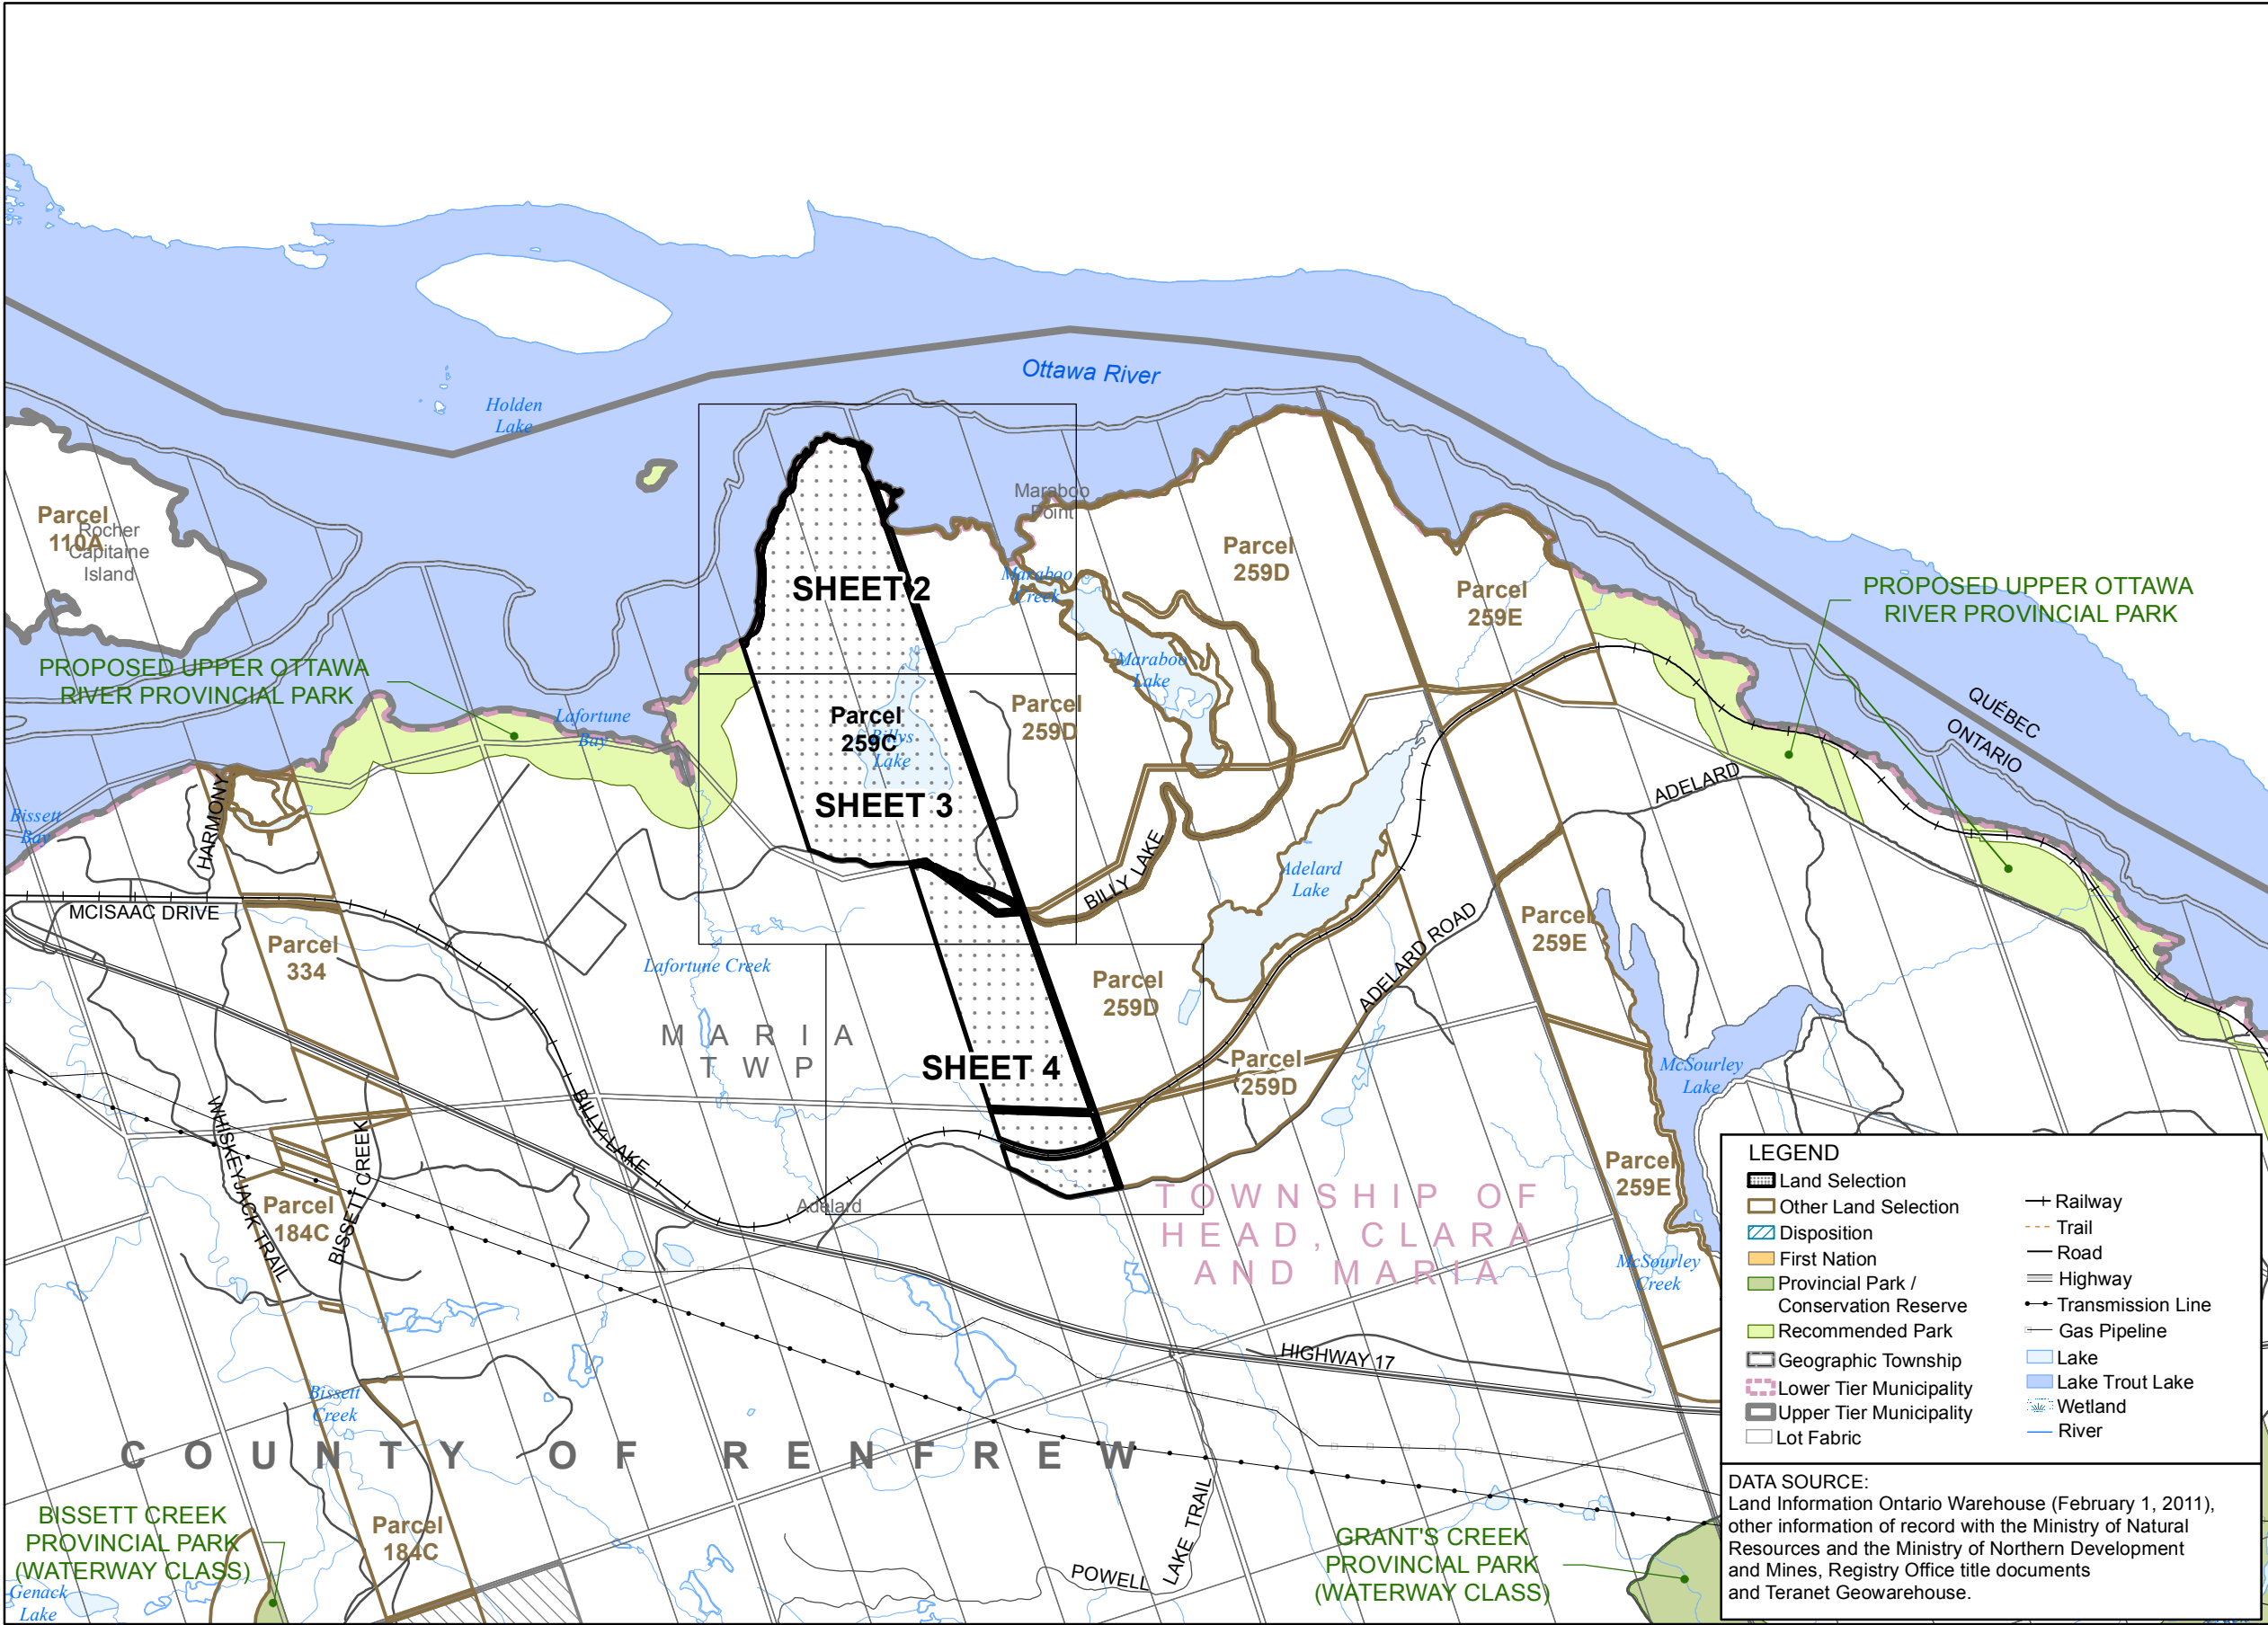 Ottawa River
Holden
Lake
Maraboo
Point
Parcel
110A
Rocher
Capitaine
Island
Parcel
259D
Maraboo
Creek
SHEET 2
Parcel
259E
PROPOSED UPPER OTTAWA
RIVER PROVINCIAL PARK
PROPOSED UPPER OTTAWA
RIVER PROVINCIAL PARK
Maraboo
Lake
Lafortune
Bay
Parcel
259C
Billys
Lake
Parcel
259D
QUÉBEC
ONTARIO
SHEET 3
ADELARD
HARMONY
Bissett
Bay
BILLY LAKE
Adelard
Lake
MCISAAC DRIVE
Parcel
334
Lafortune Creek
Parcel
259D
ADELARD ROAD
Parcel
259E
MARIA
TWP
SHEET 4
Parcel
259D
McSourley
Lake
WHISKEYJACK TRAIL
BISSETT CREEK
BILLY LAKE
Parcel
184C
Adelard
TOWNSHIP OF
HEAD, CLARA
AND MARIA
Parcel
259E
McSourley
Creek
HIGHWAY 17
Bissett
Creek
COUNTY OF RENFREW
BISSETT CREEK
PROVINCIAL PARK
(WATERWAY CLASS)
Parcel
184C
Genack
Lake
POWELL
LAKE TRAIL
GRANT'S CREEK
PROVINCIAL PARK
(WATERWAY CLASS)
LEGEND
Land Selection
Other Land Selection
Disposition
First Nation
Provincial Park /
Conservation Reserve
Recommended Park
Geographic Township
Lower Tier Municipality
Upper Tier Municipality
Lot Fabric
Railway
Trail
Road
Highway
Transmission Line
Gas Pipeline
Lake
Lake Trout Lake
Wetland
River
DATA SOURCE:
Land Information Ontario Warehouse (February 1, 2011),
other information of record with the Ministry of Natural
Resources and the Ministry of Northern Development
and Mines, Registry Office title documents
and Teranet Geowarehouse.